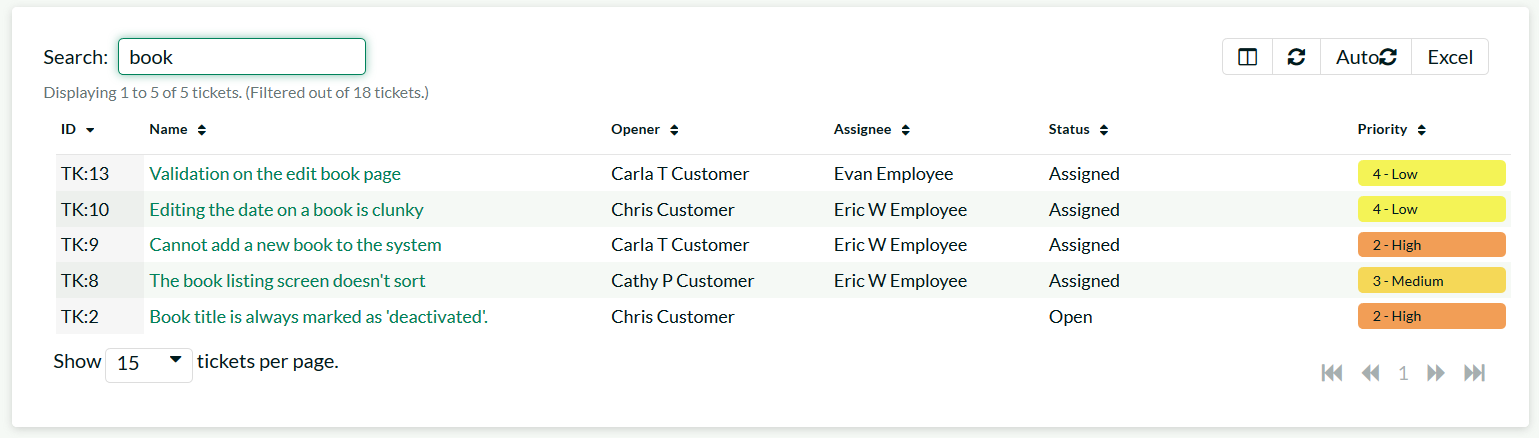 Search: book Auto Excel
Displaying 1 to 5 of 5 tickets. (Filtered out of 18 tickets.)
ID Name Opener Assignee Status Priority
TK:13 Validation on the edit book page Carla T Customer Evan Employee Assigned 4 - Low
TK:10 Editing the date on a book is clunky Chris Customer Eric W Employee Assigned 4 - Low
TK:9 Cannot add a new book to the system Carla T Customer Eric W Employee Assigned 2 - High
TK:8 The book listing screen doesn't sort Cathy P Customer Eric W Employee Assigned 3 - Medium
TK:2 Book title is always marked as 'deactivated'. Chris Customer Open 2 - High
Show 15 tickets per page.
1